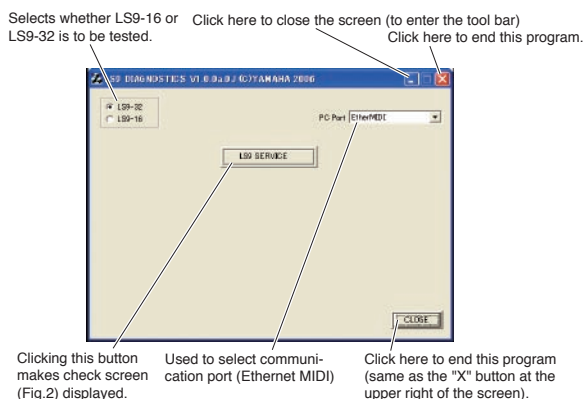 Selects whether LS9-16 or
LS9-32 is to be tested.
Click here to close the screen (to enter the tool bar)
Click here to end this program.
LS9 DIAGNOSTICS V1.0.0a.0J (C)YAMAHA 2006
LS9-32
LS9-16
PC Port EtherMIDI
LS9 SERVICE
CLOSE
Clicking this button
makes check screen
(Fig.2) displayed.
Used to select communi-
cation port (Ethernet MIDI)
Click here to end this program
(same as the "X" button at the
upper right of the screen).